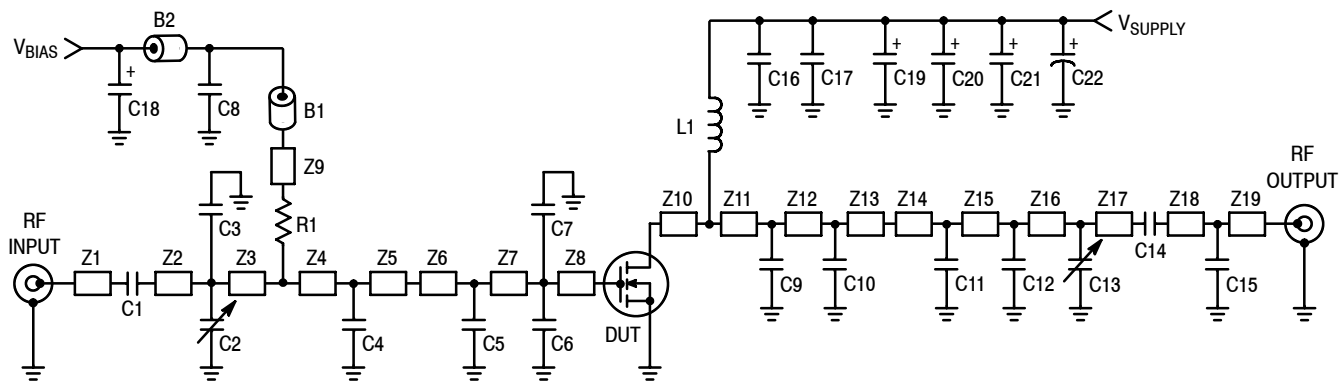 B2
V_BIAS
V_SUPPLY
+
+
+
+
+
C18
C8
B1
C16
C17
C19
C20
C21
C22
L1
Z9
RF
INPUT
C3
R1
C7
Z10
Z11
Z12
Z13
Z14
Z15
Z16
Z17
Z18
Z19
RF
OUTPUT
C14
Z1
Z2
Z3
Z4
Z5
Z6
Z7
Z8
C1
C9
C10
C11
C12
C13
C15
C2
C4
C5
C6
DUT